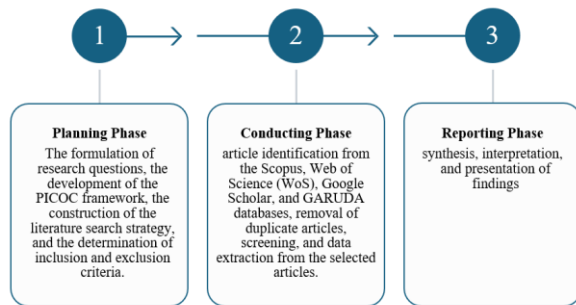 1
2
3
Planning Phase
The formulation of
research questions, the
development of the
PICOC framework, the
construction of the
literature search strategy,
and the determination of
inclusion and exclusion
criteria.
Conducting Phase
article identification from
the Scopus, Web of
Science (WoS), Google
Scholar, and GARUDA
databases, removal of
duplicate articles,
screening, and data
extraction from the selected
articles.
Reporting Phase
synthesis, interpretation,
and presentation of
findings